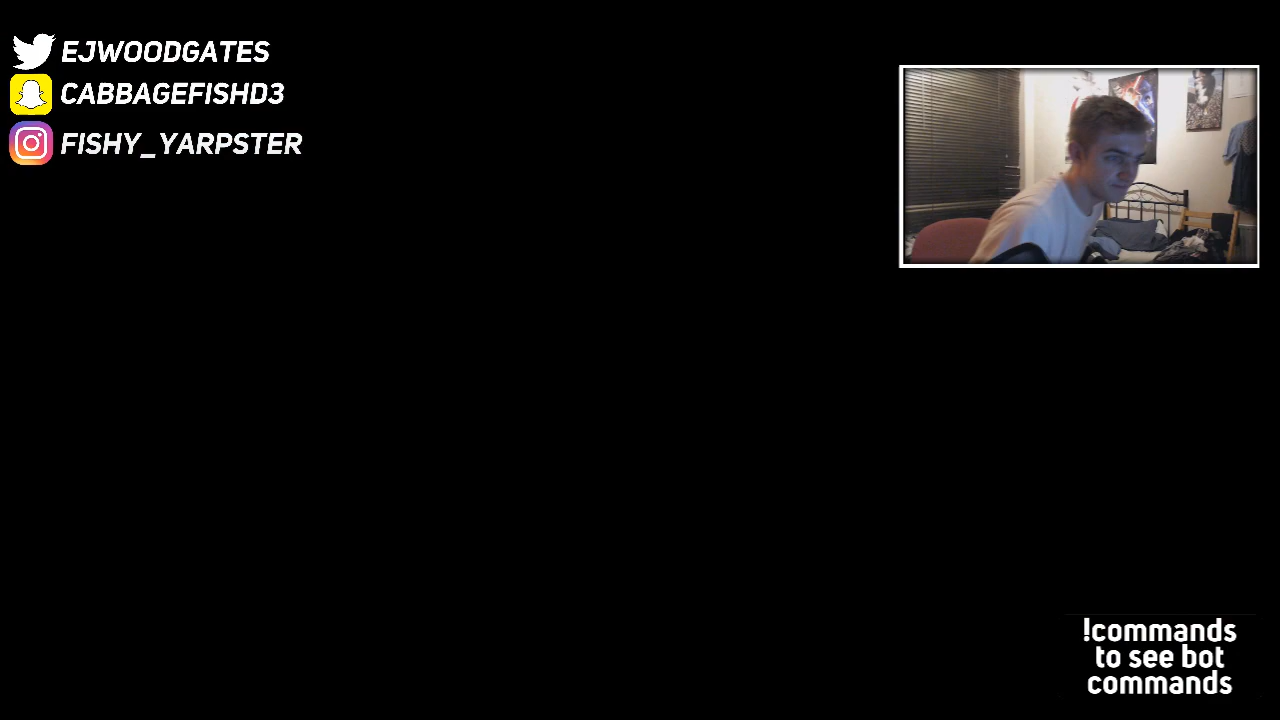 EJWOODGATES
CABBAGEFISHD3
FISHY_YARPSTER
!commands
to see bot
commands